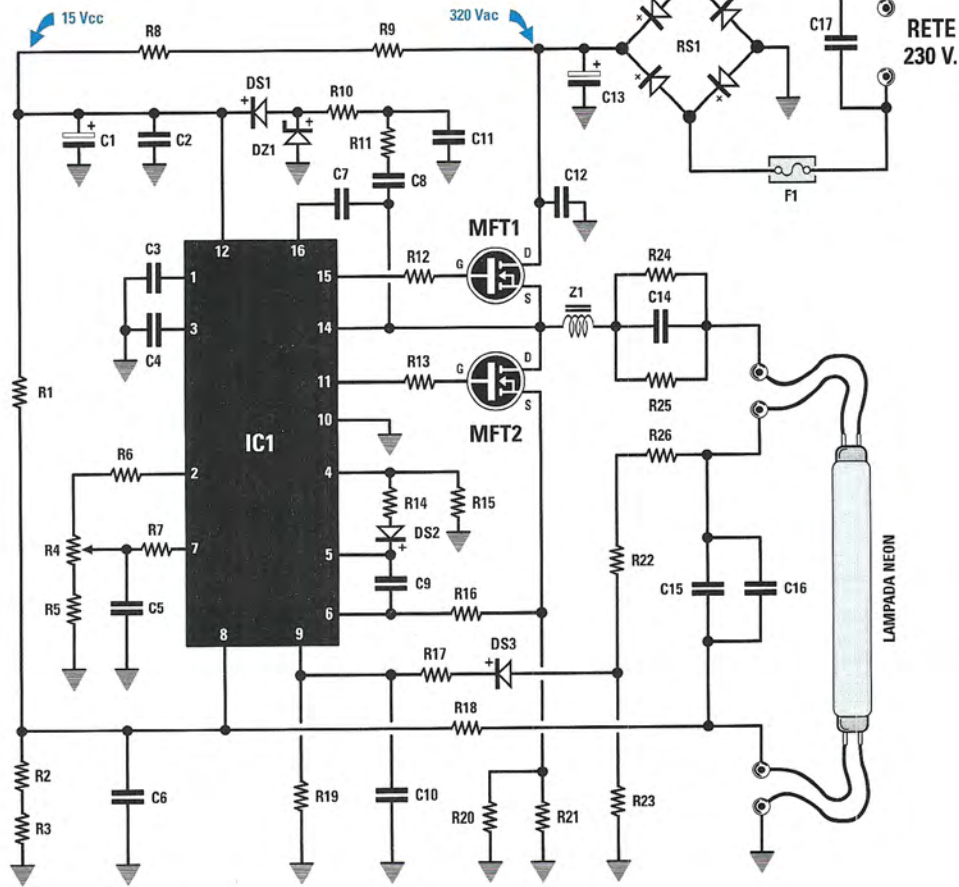 15 Vcc
320 Vac
R8
R9
RS1
C17
RETE
230 V.
C13
F1
DS1
R10
+
C1
C2
DZ1
R11
C11
C7
C8
C12
MFT1
12
16
C3
1
15
R12
G
D
S
R24
Z1
C14
3
14
C4
R13
11
G
D
S
R25
MFT2
R1
10
IC1
R26
R6
2
4
R14
R15
DS2
+
R4
R7
7
5
R22
C9
C15
C16
R5
C5
6
R16
LAMPADA NEON
8
9
R17
DS3
+
R18
R2
C6
R19
C10
R20
R21
R23
R3